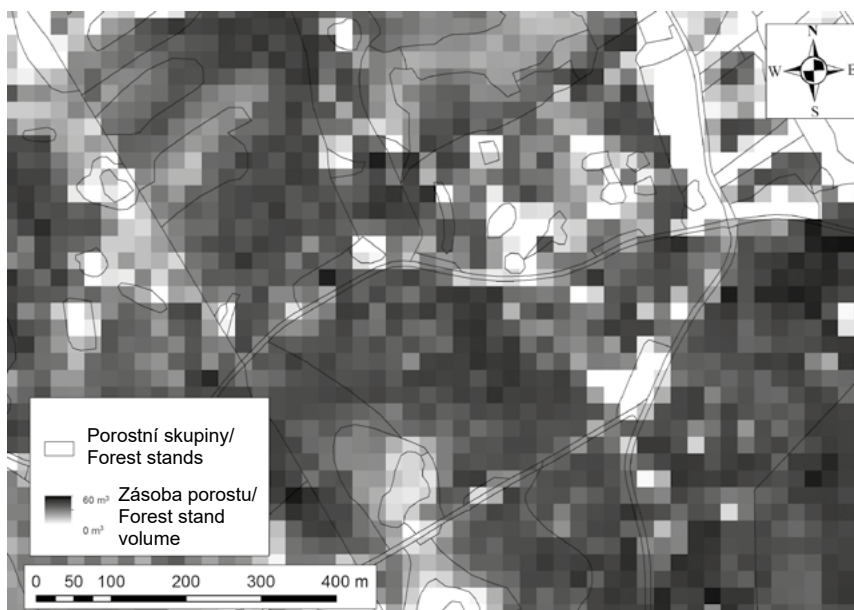 N
W E
S
Porostní skupiny/
Forest stands
60 m³
Zásoba porostu/
Forest stand
volume
0 m³
0 50 100 200 300 400 m